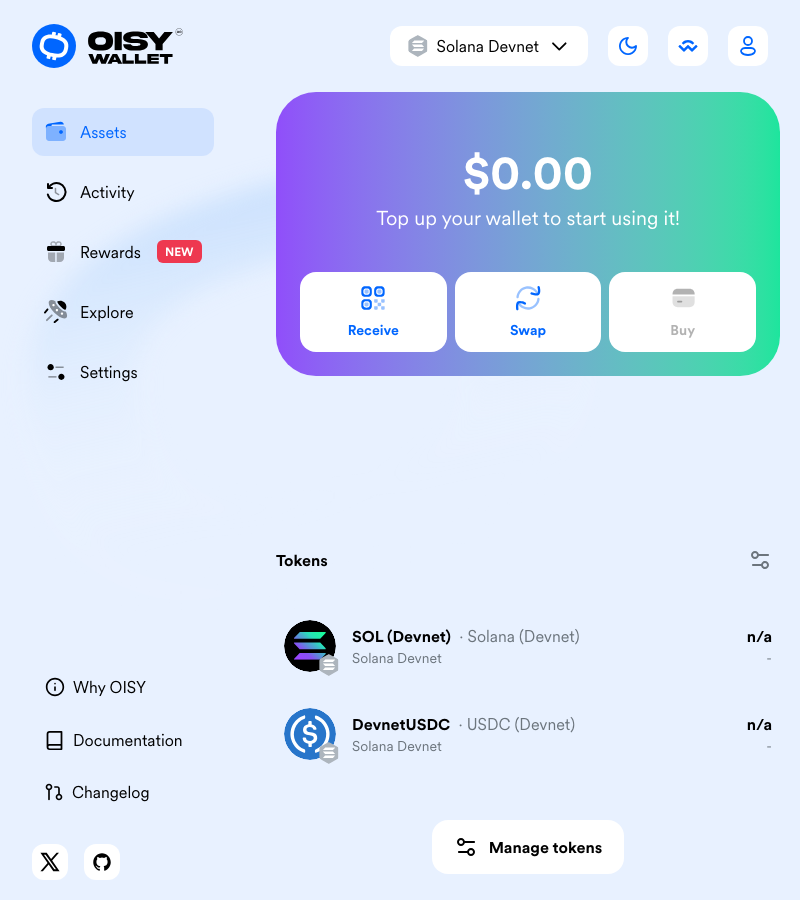 OISY
WALLET
Solana Devnet
Assets
Activity
Rewards NEW
Explore
Settings
$0.00
Top up your wallet to start using it!
Receive
Swap
Buy
Tokens
SOL (Devnet) · Solana (Devnet) n/a
Solana Devnet -
DevnetUSDC · USDC (Devnet) n/a
Solana Devnet -
Manage tokens
Why OISY
Documentation
Changelog